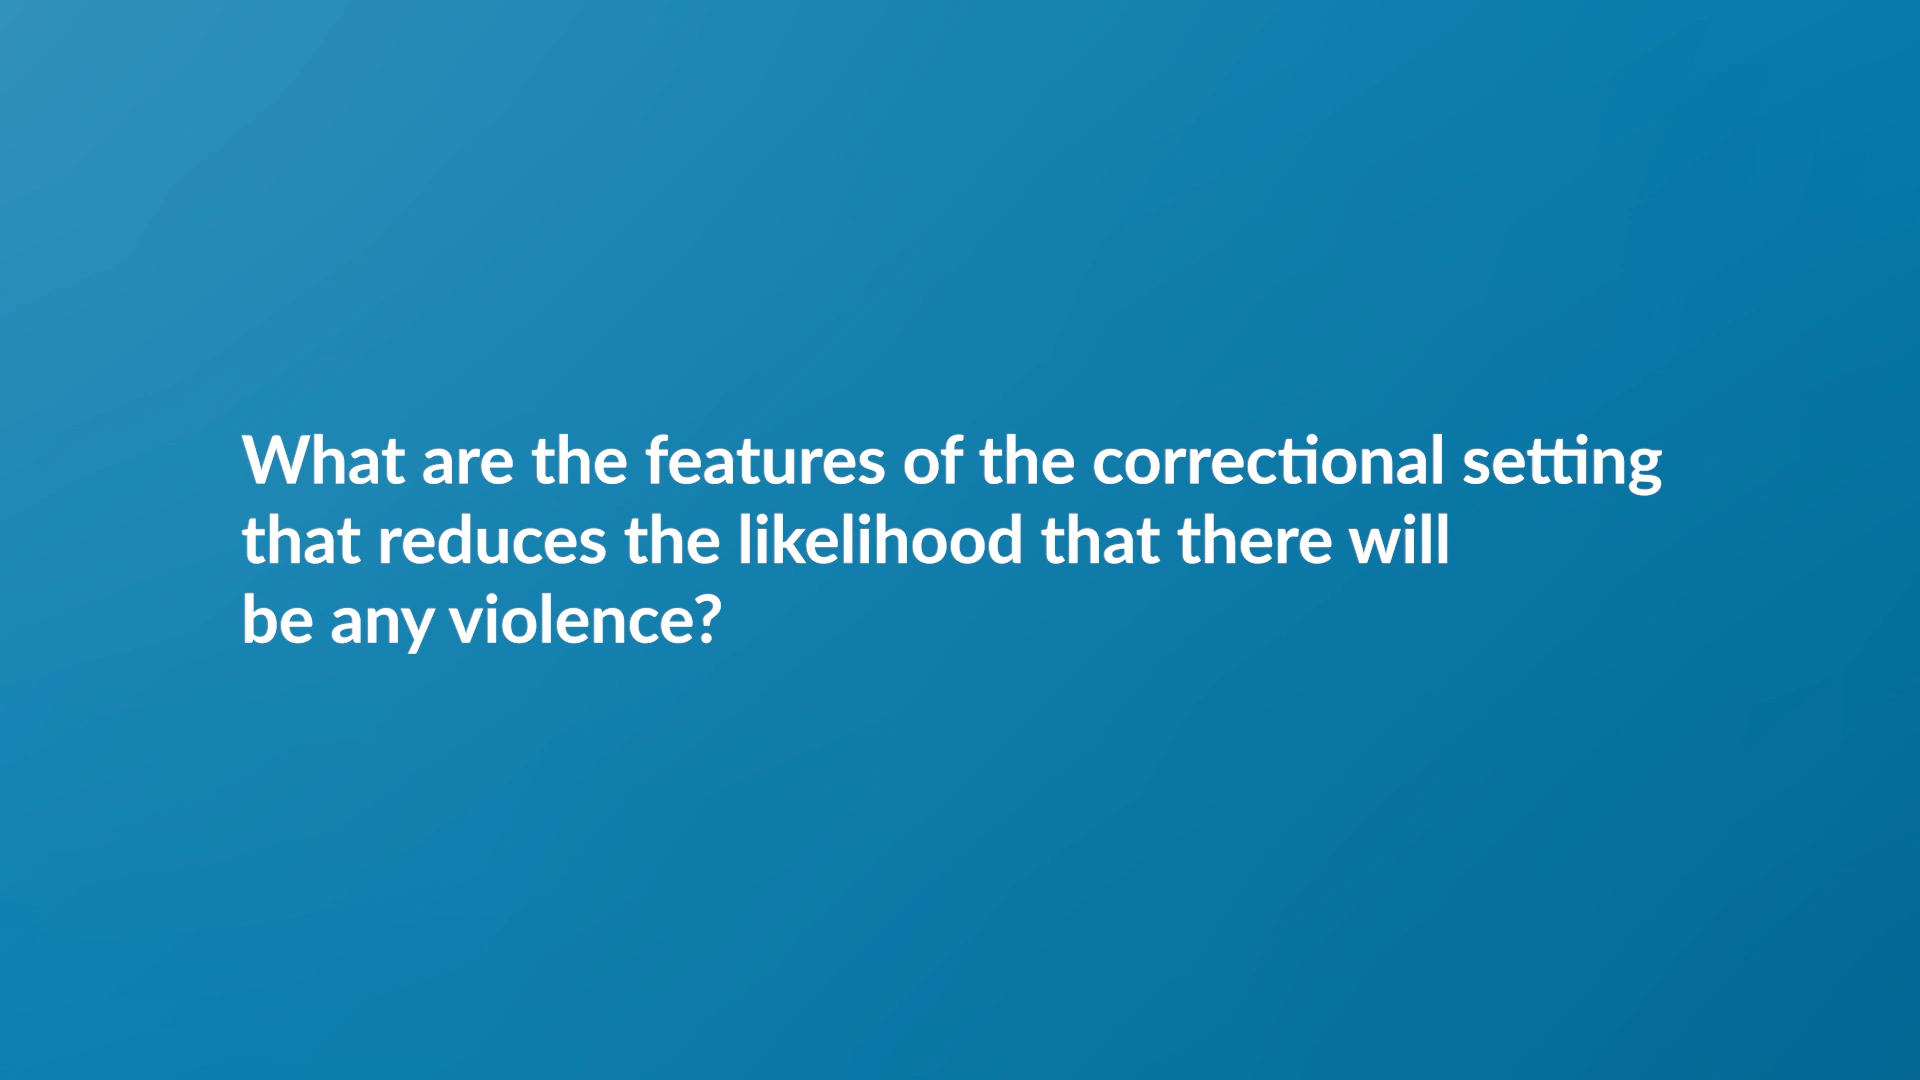 What are the features of the correctional setting
that reduces the likelihood that there will
be any violence?